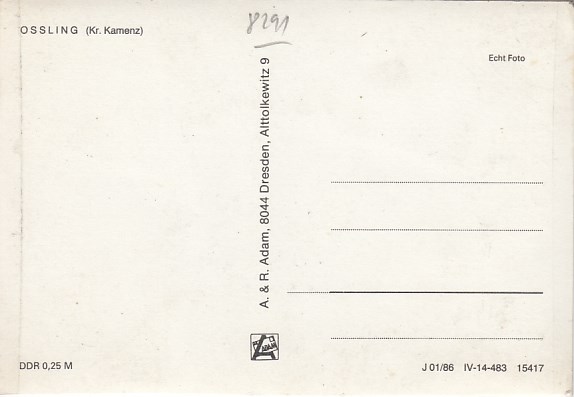 8291
OSSLING (Kr. Kamenz)
Echt Foto
A. & R. Adam, 8044 Dresden, Alttolkewitz 9
ADAM
DDR 0,25 M
J 01/86 IV-14-483 15417